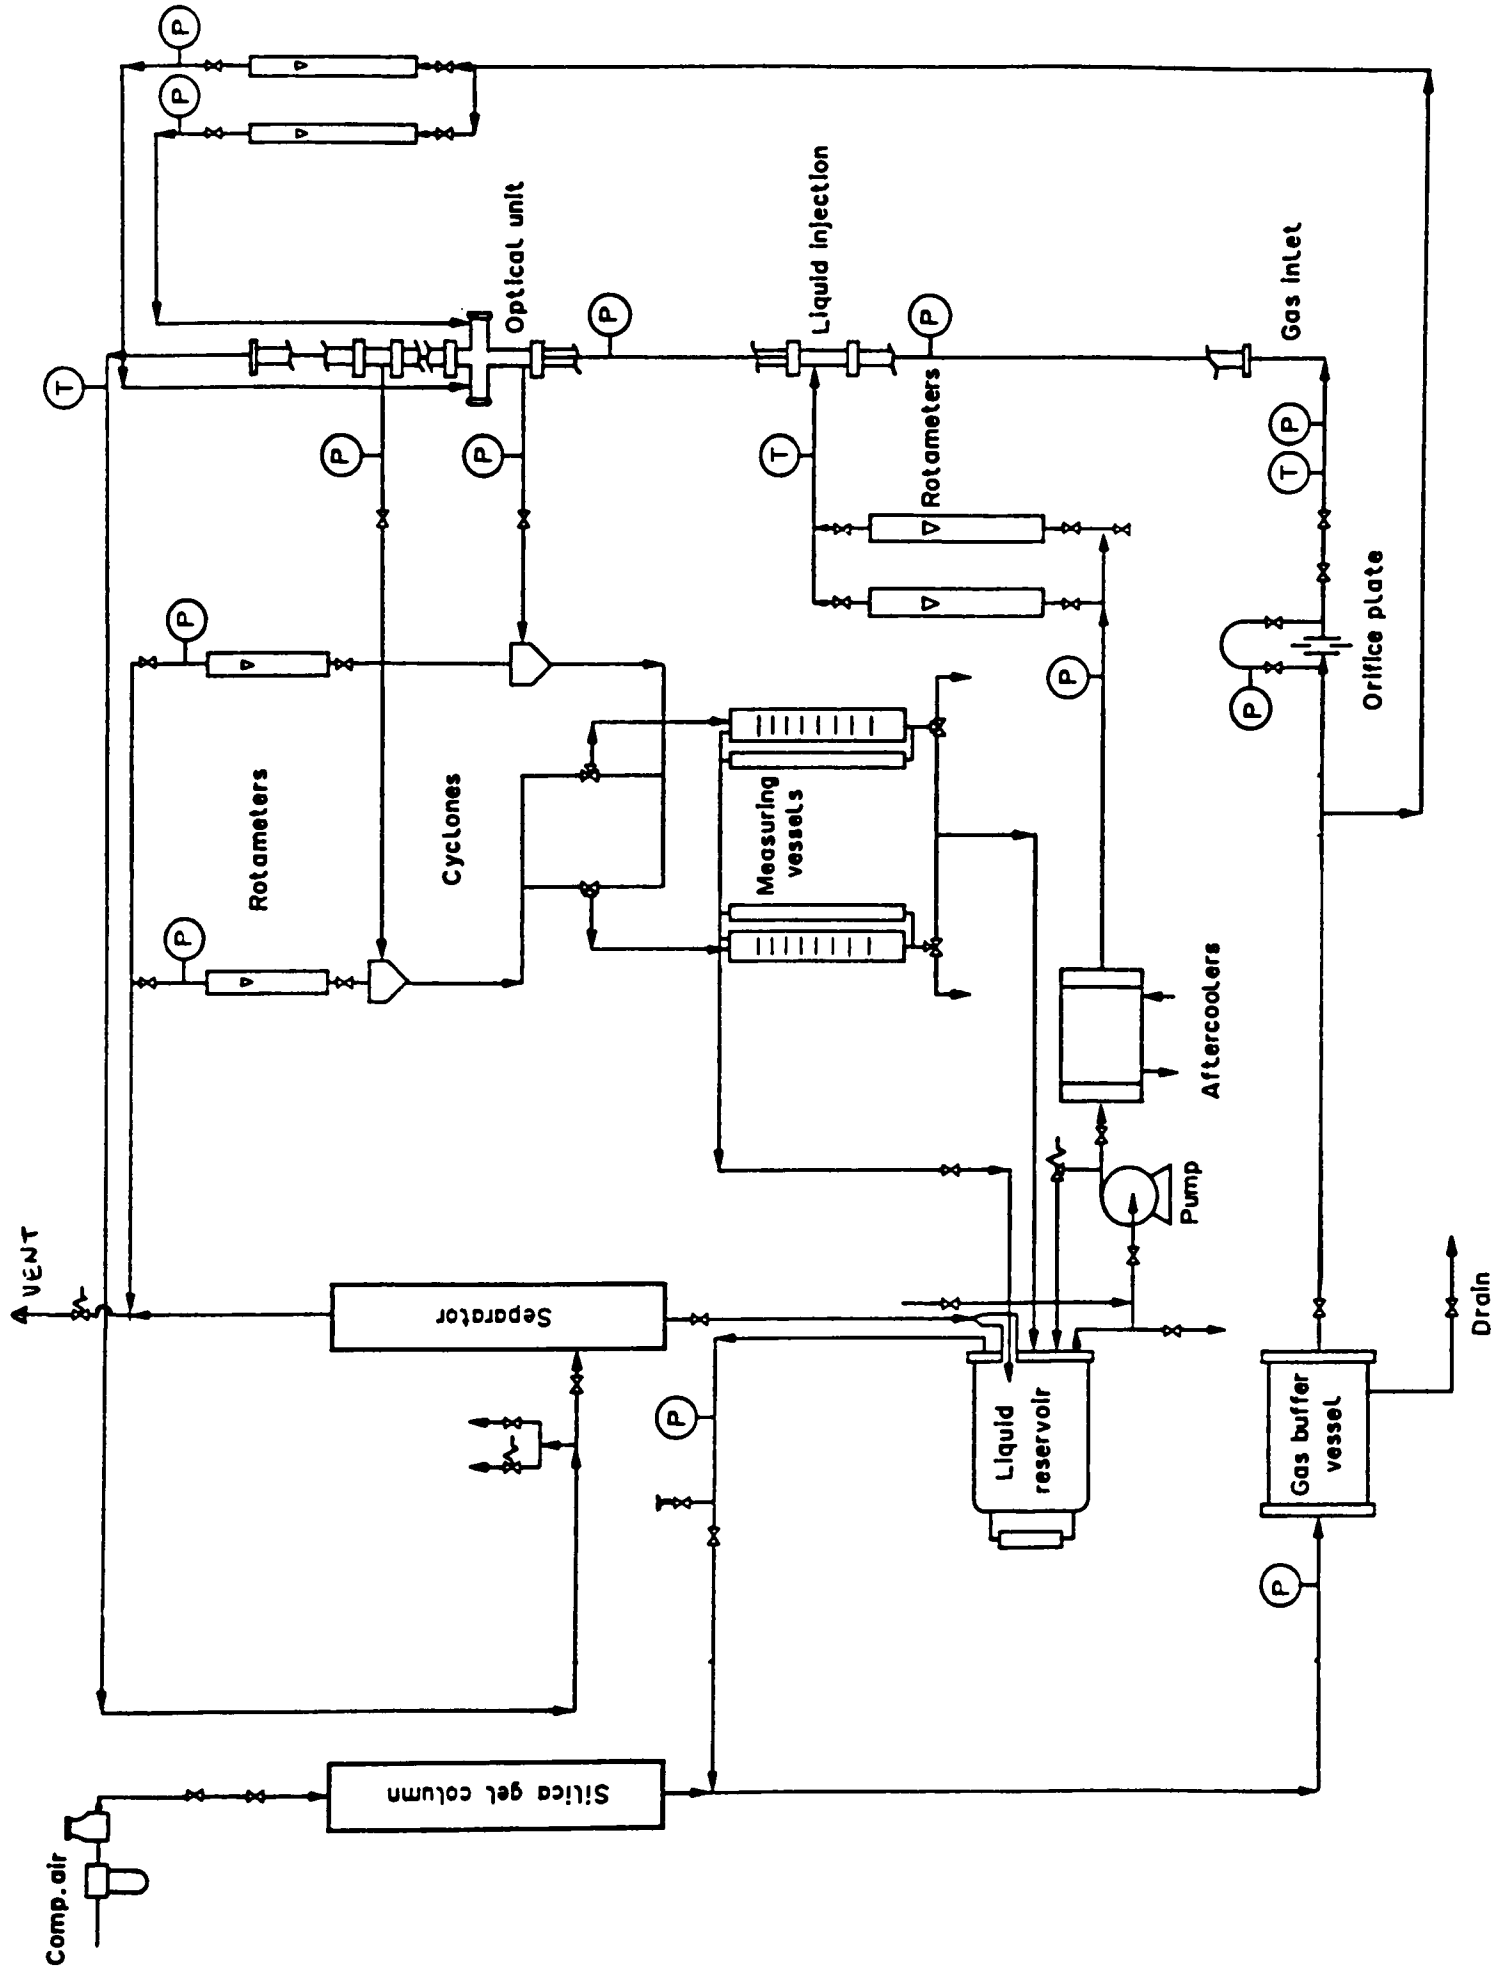 Comp. air
Silica gel column
VENT
Separator
T
P
P
Rotameters
P
P
Cyclones
P
P
Optical unit
P
Measuring
vessels
T
Liquid injection
P
Rotameters
P
Liquid
reservoir
Pump
Aftercoolers
P
P
Gas buffer
vessel
Drain
P
Orifice plate
T
P
Gas inlet
P